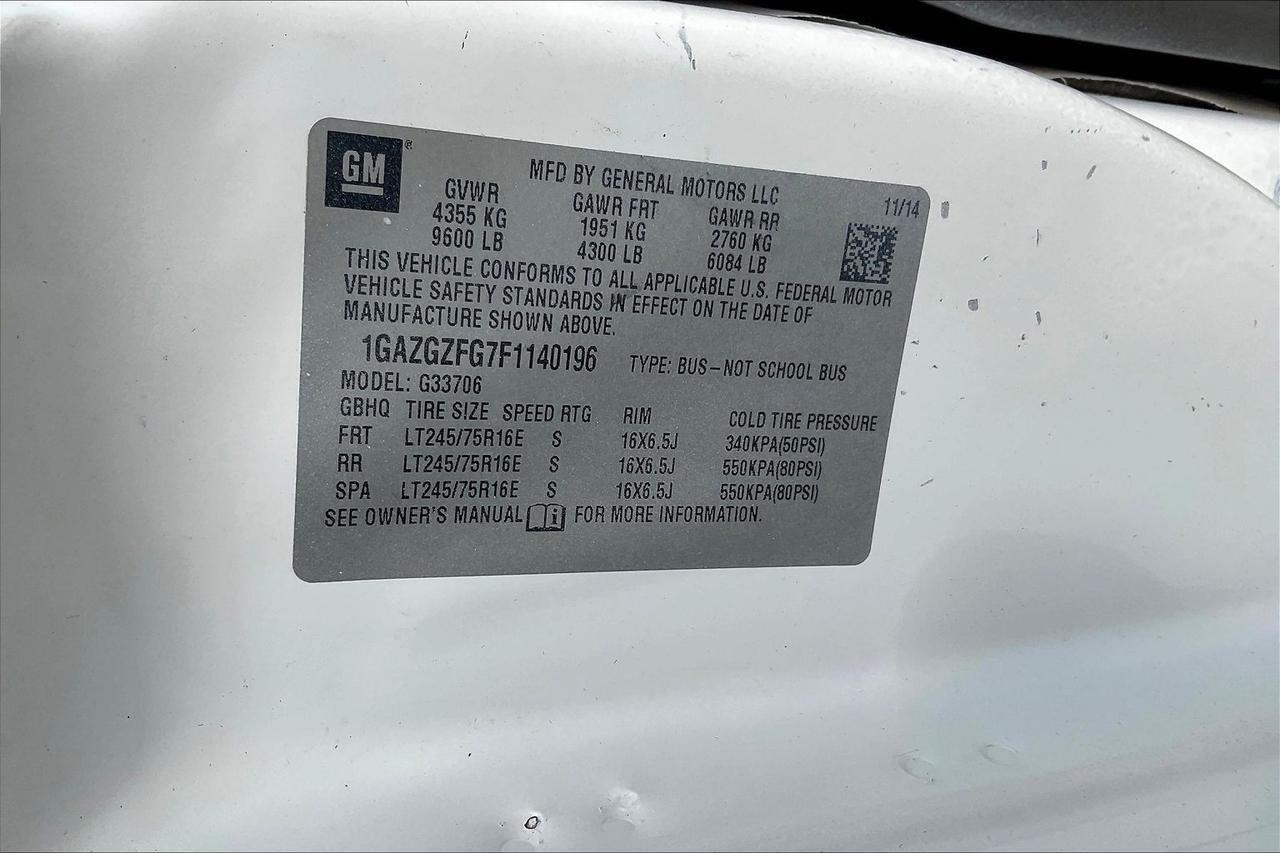 GM®
MFD BY GENERAL MOTORS LLC
11/14
GVWR GAWR FRT GAWR RR
4355 KG 1951 KG 2760 KG
9600 LB 4300 LB 6084 LB
THIS VEHICLE CONFORMS TO ALL APPLICABLE U.S. FEDERAL MOTOR
VEHICLE SAFETY STANDARDS IN EFFECT ON THE DATE OF
MANUFACTURE SHOWN ABOVE.
1GAZGZFG7F1140196 TYPE: BUS–NOT SCHOOL BUS
MODEL: G33706
GBHQ TIRE SIZE SPEED RTG RIM COLD TIRE PRESSURE
FRT LT245/75R16E S 16X6.5J 340KPA(50PSI)
RR LT245/75R16E S 16X6.5J 550KPA(80PSI)
SPA LT245/75R16E S 16X6.5J 550KPA(80PSI)
SEE OWNER'S MANUAL i FOR MORE INFORMATION.